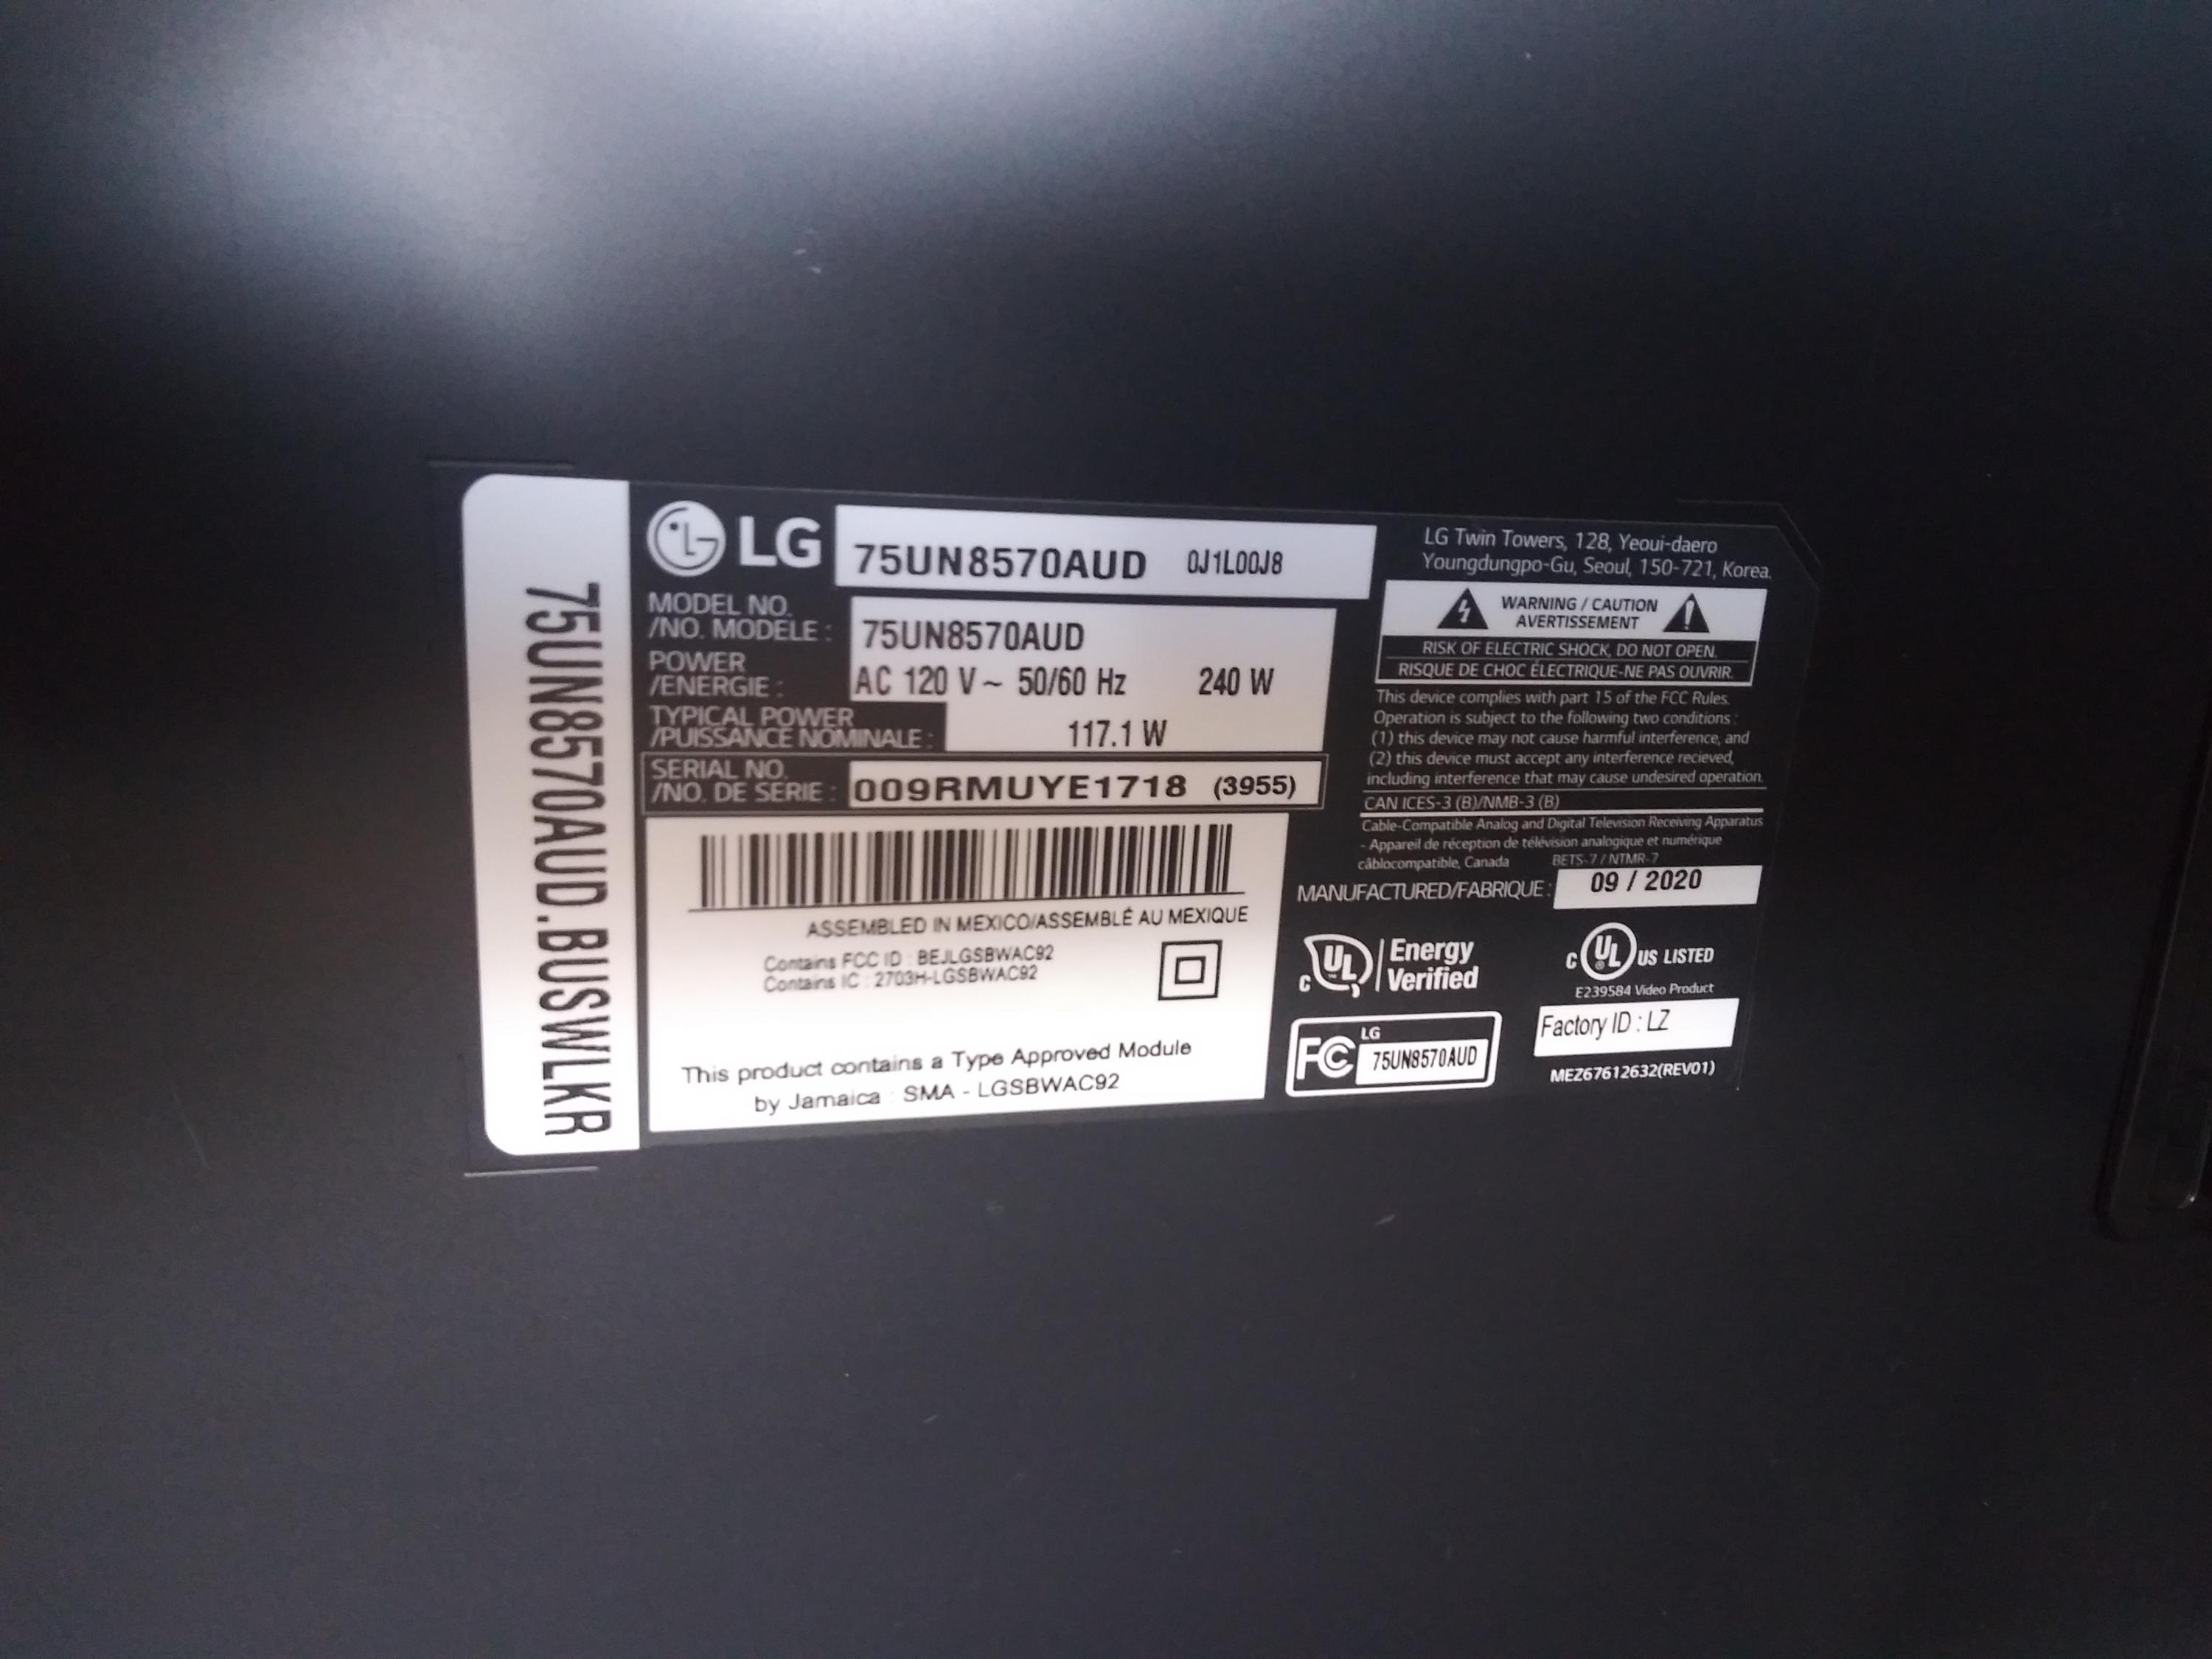 75UN8570AUD.BUSWLKR
LG
75UN8570AUD 0J1L00J8
MODEL NO.
/NO. MODELE : 75UN8570AUD
POWER
/ENERGIE : AC 120 V~ 50/60 Hz 240 W
TYPICAL POWER
/PUISSANCE NOMINALE : 117.1 W
SERIAL NO.
/NO. DE SERIE : 009RMUYE1718 (3955)
ASSEMBLED IN MEXICO/ASSEMBLÉ AU MEXIQUE
Contains FCC ID : BEJLGSBWAC92
Contains IC : 2703H-LGSBWAC92
This product contains a Type Approved Module
by Jamaica : SMA - LGSBWAC92
LG Twin Towers, 128, Yeoui-daero
Youngdungpo-Gu, Seoul, 150-721, Korea.
WARNING / CAUTION
AVERTISSEMENT
RISK OF ELECTRIC SHOCK, DO NOT OPEN.
RISQUE DE CHOC ÉLECTRIQUE-NE PAS OUVRIR.
This device complies with part 15 of the FCC Rules.
Operation is subject to the following two conditions :
(1) this device may not cause harmful interference, and
(2) this device must accept any interference recieved,
including interference that may cause undesired operation.
CAN ICES-3 (B)/NMB-3 (B)
Cable-Compatible Analog and Digital Television Receiving Apparatus
- Appareil de réception de télévision analogique et numérique
câblocompatible, Canada BETS-7 / NTMR-7
MANUFACTURED/FABRIQUE : 09 / 2020
C UL Energy
Verified
C UL US LISTED
E239584 Video Product
FC LG
75UN8570AUD
Factory ID : LZ
MEZ67612632(REV01)